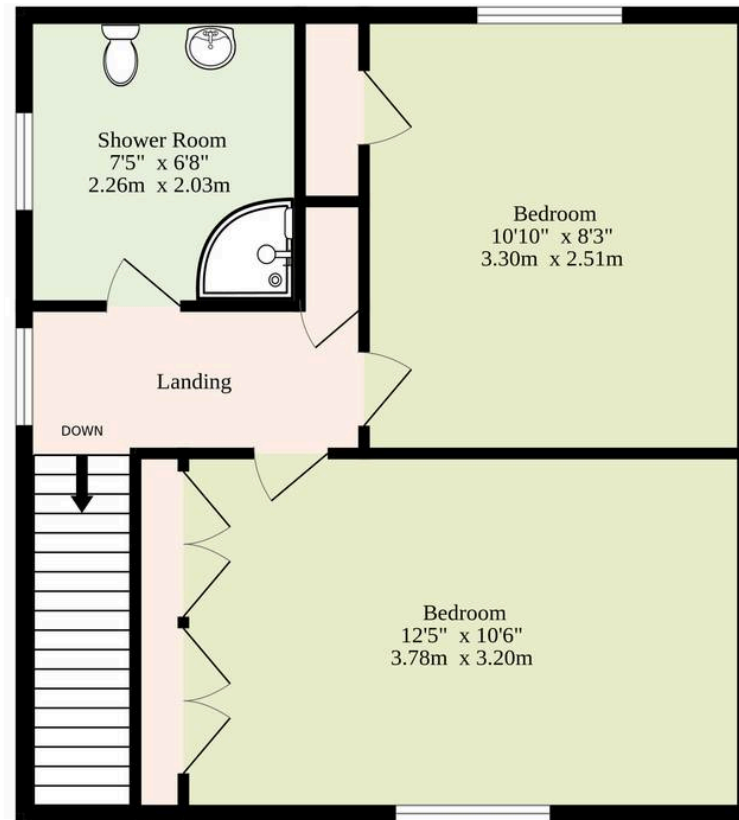 Shower Room
7'5" x 6'8"
2.26m x 2.03m
Bedroom
10'10" x 8'3"
3.30m x 2.51m
Landing
DOWN
Bedroom
12'5" x 10'6"
3.78m x 3.20m